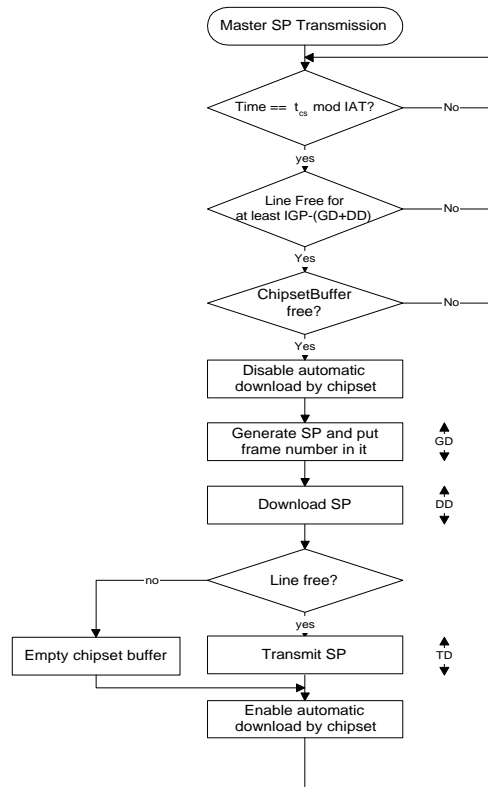 Master SP Transmission
Time == tcs mod IAT?
No
yes
Line Free for
at least IGP-(GD+DD)
No
Yes
ChipsetBuffer
free?
No
Yes
Disable automatic
download by chipset
Generate SP and put
frame number in it
GD
Download SP
DD
no
Line free?
yes
Empty chipset buffer
Transmit SP
TD
Enable automatic
download by chipset